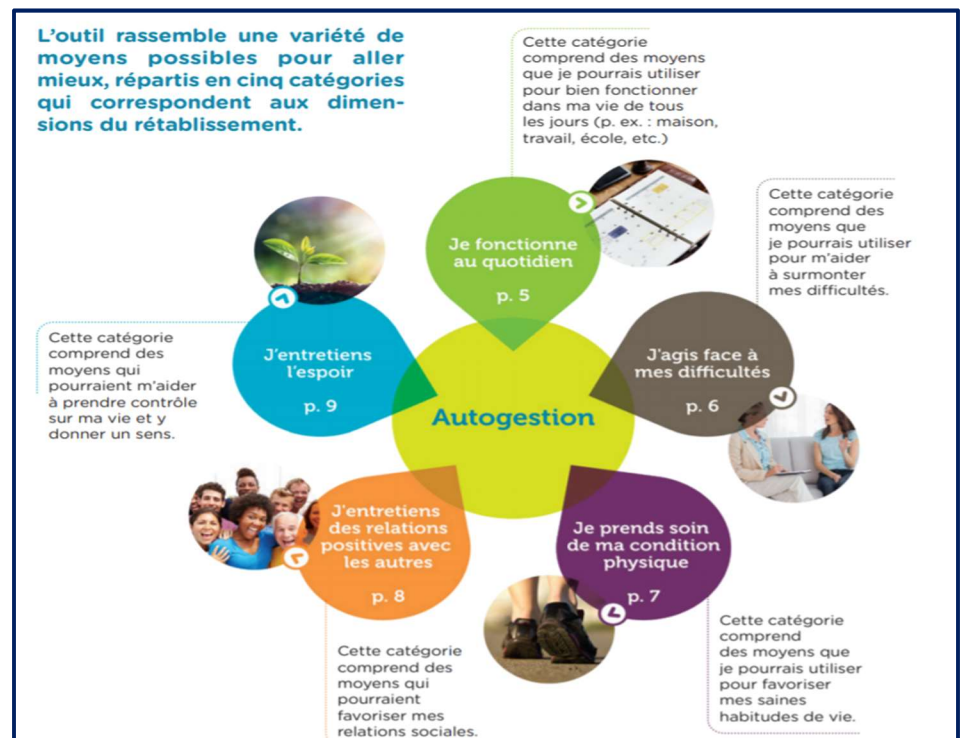 L'outil rassemble une variété de
moyens possibles pour aller
mieux, répartis en cinq catégories
qui correspondent aux dimen-
sions du rétablissement.
Cette catégorie
comprend des moyens
que je pourrais utiliser
pour bien fonctionner
dans ma vie de tous
les jours (p. ex. : maison,
travail, école, etc.)
Je fonctionne
au quotidien
p. 5
Cette catégorie
comprend des
moyens que
je pourrais utiliser
pour m'aider
à surmonter
mes difficultés.
J'agis face à
mes difficultés
p. 6
Autogestion
Je prends soin
de ma condition
physique
p. 7
Cette catégorie
comprend
des moyens que
je pourrais utiliser
pour favoriser
mes saines
habitudes de vie.
J'entretiens
des relations
positives avec
les autres
p. 8
Cette catégorie
comprend des
moyens qui
pourraient
favoriser mes
relations sociales.
J'entretiens
l'espoir
p. 9
Cette catégorie
comprend des
moyens qui
pourraient m'aider
à prendre contrôle
sur ma vie et y
donner un sens.